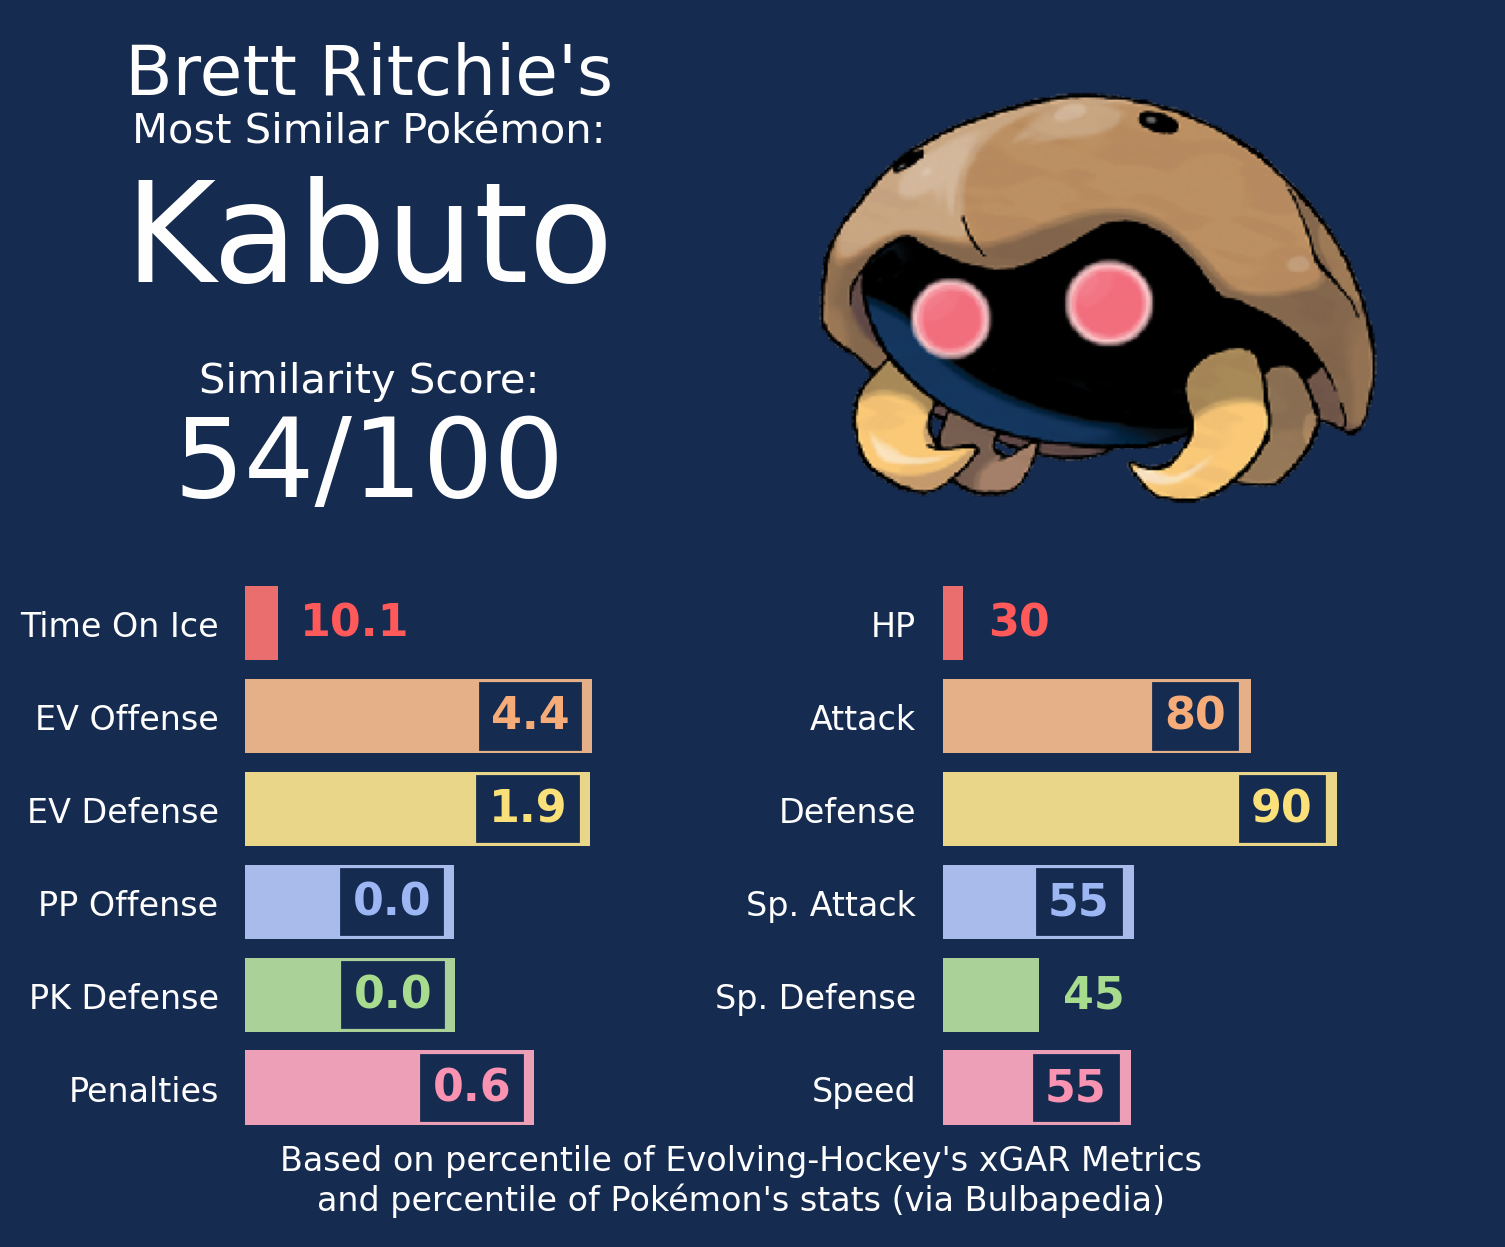 Brett Ritchie's
Most Similar Pokémon:
Kabuto
Similarity Score:
54/100
Time On Ice 10.1
EV Offense 4.4
EV Defense 1.9
PP Offense 0.0
PK Defense 0.0
Penalties 0.6
HP 30
Attack 80
Defense 90
Sp. Attack 55
Sp. Defense 45
Speed 55
Based on percentile of Evolving-Hockey's xGAR Metrics
and percentile of Pokémon's stats (via Bulbapedia)